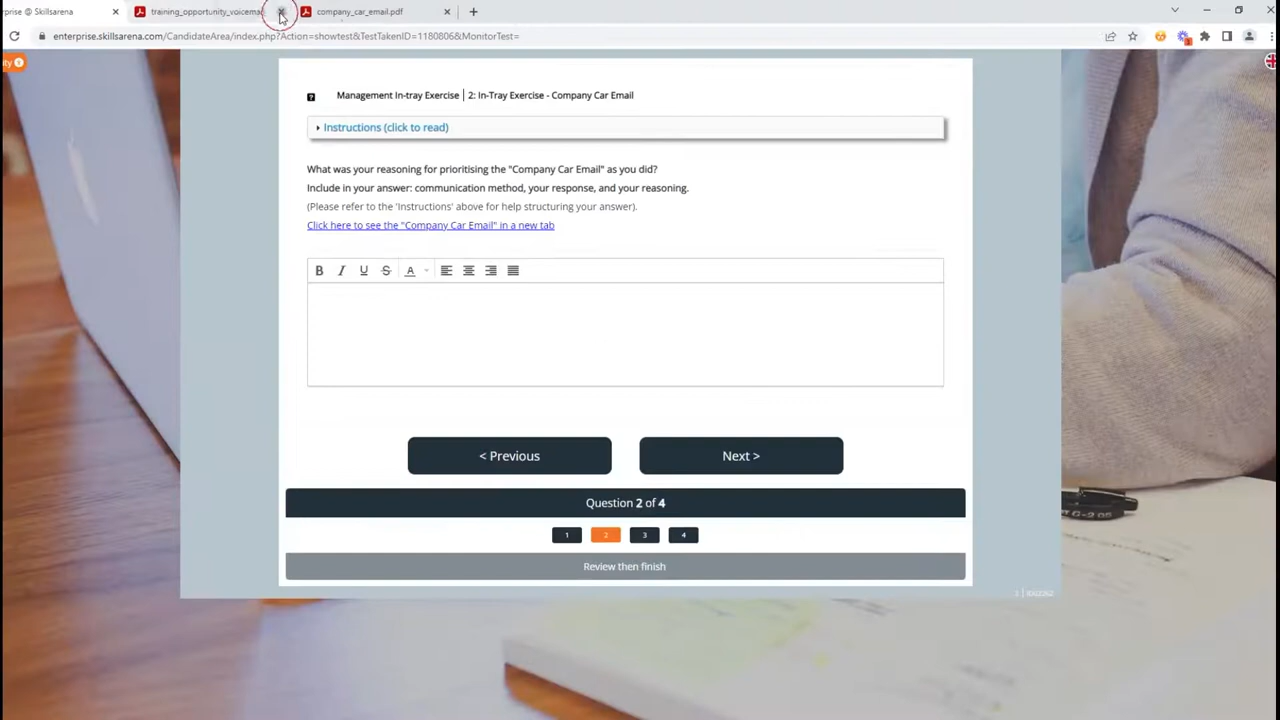 rprise @ Skillsarena
training_opportunity_voicema
company_car_email.pdf
enterprise.skillsarena.com/CandidateArea/index.php?Action=showtest&TestTakenID=1180806&MonitorTest=
Management In-tray Exercise | 2: In-Tray Exercise - Company Car Email
Instructions (click to read)
What was your reasoning for prioritising the "Company Car Email" as you did?
Include in your answer: communication method, your response, and your reasoning.
(Please refer to the 'Instructions' above for help structuring your answer).
Click here to see the "Company Car Email" in a new tab
B I U S A
< Previous
Next >
Question 2 of 4
1 2 3 4
Review then finish
G-2 05